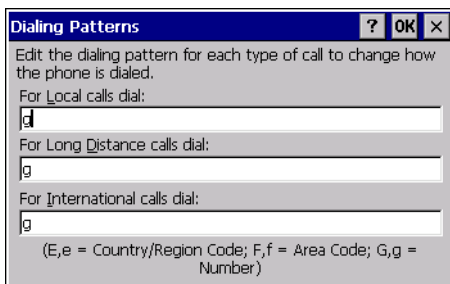 Dialing Patterns ? OK ×
Edit the dialing pattern for each type of call to change how
the phone is dialed.
For Local calls dial:
g
For Long Distance calls dial:
g
For International calls dial:
g
(E,e = Country/Region Code; F,f = Area Code; G,g =
Number)